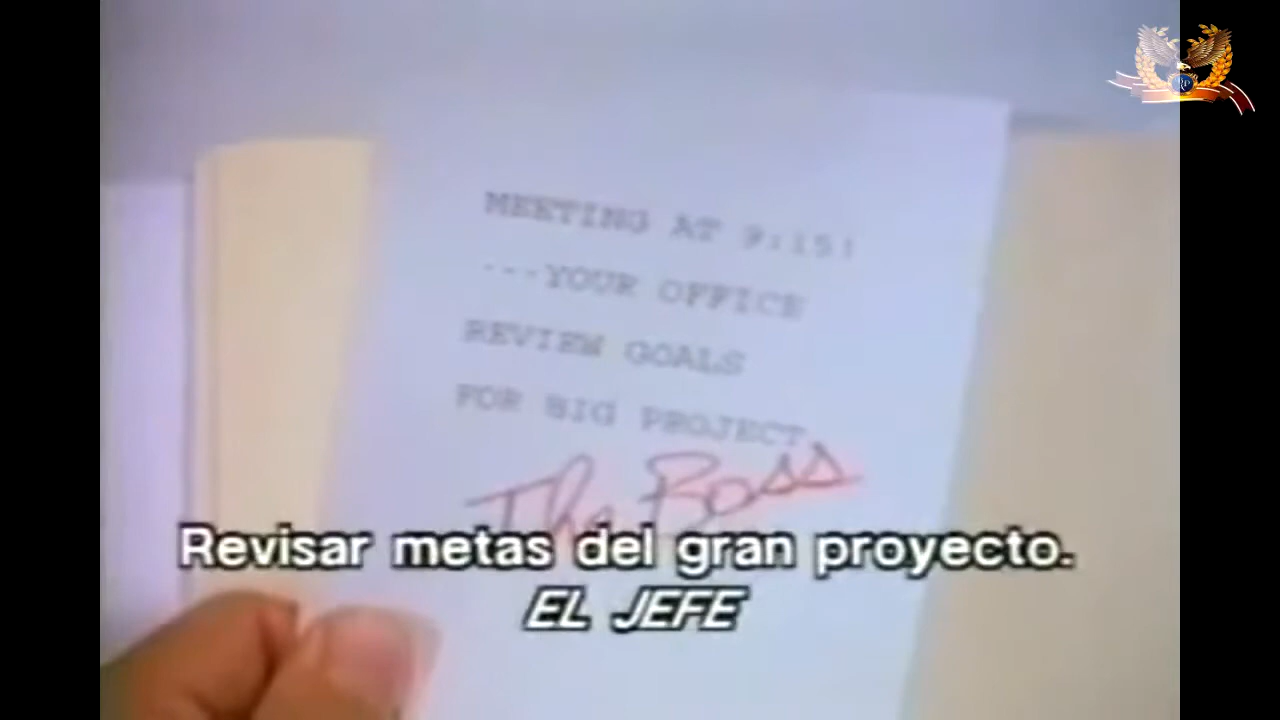 MEETING AT 9:15!
---YOUR OFFICE
REVIEW GOALS
FOR BIG PROJECT
The Boss
Revisar metas del gran proyecto.
EL JEFE